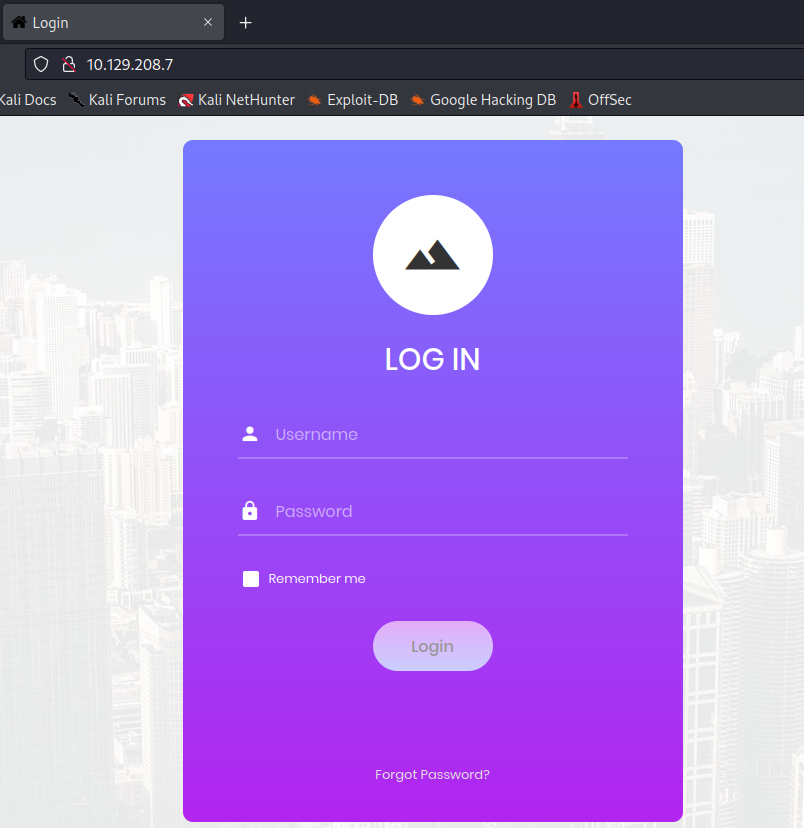 Login
10.129.208.7
Kali Docs Kali Forums Kali NetHunter Exploit-DB Google Hacking DB OffSec
LOG IN
Username
Password
Remember me
Login
Forgot Password?